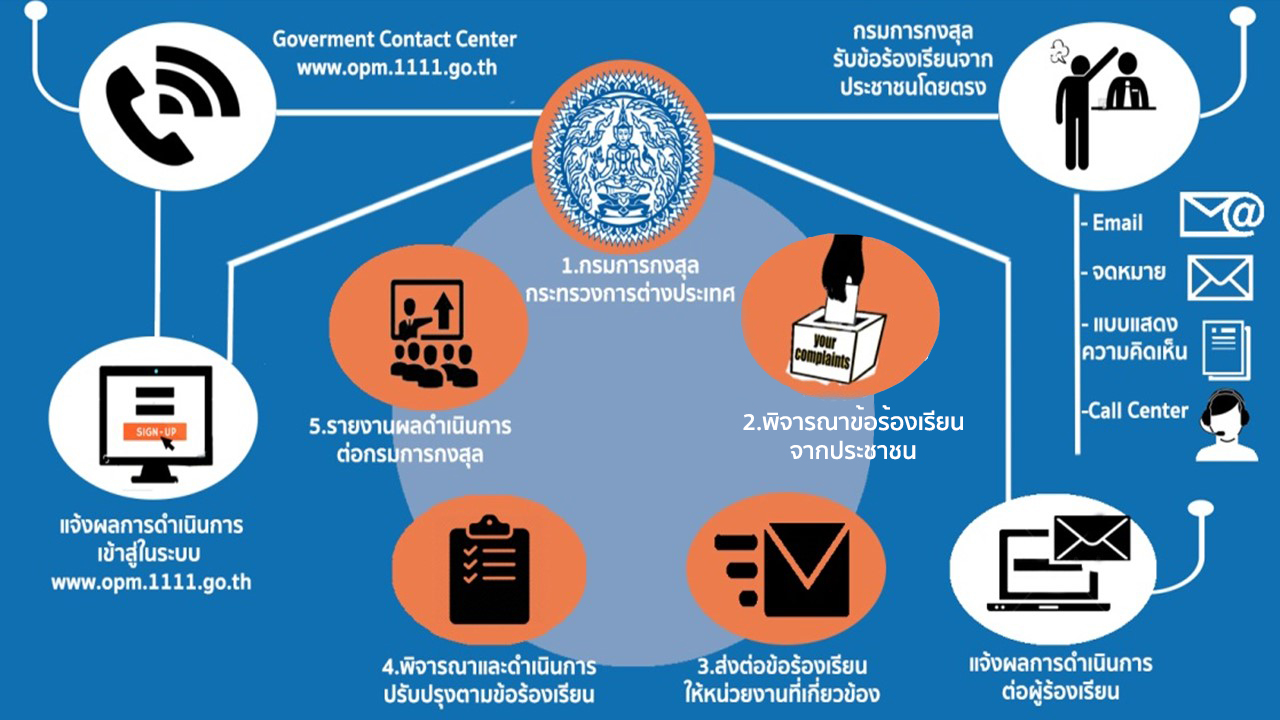 Goverment Contact Center
www.opm.1111.go.th
กรมการกงสุล
รับข้อร้องเรียนจาก
ประชาชนโดยตรง
- Email
- จดหมาย
- แบบแสดง
ความคิดเห็น
-Call Center
1.กรมการกงสุล
กระทรวงการต่างประเทศ
your
complaints
2.พิจารณาข้อร้องเรียน
จากประชาชน
5.รายงานผลดำเนินการ
ต่อกรมการกงสุล
SIGN-UP
แจ้งผลการดำเนินการ
เข้าสู่ในระบบ
www.opm.1111.go.th
4.พิจารณาและดำเนินการ
ปรับปรุงตามข้อร้องเรียน
3.ส่งต่อข้อร้องเรียน
ให้หน่วยงานที่เกี่ยวข้อง
แจ้งผลการดำเนินการ
ต่อผู้ร้องเรียน